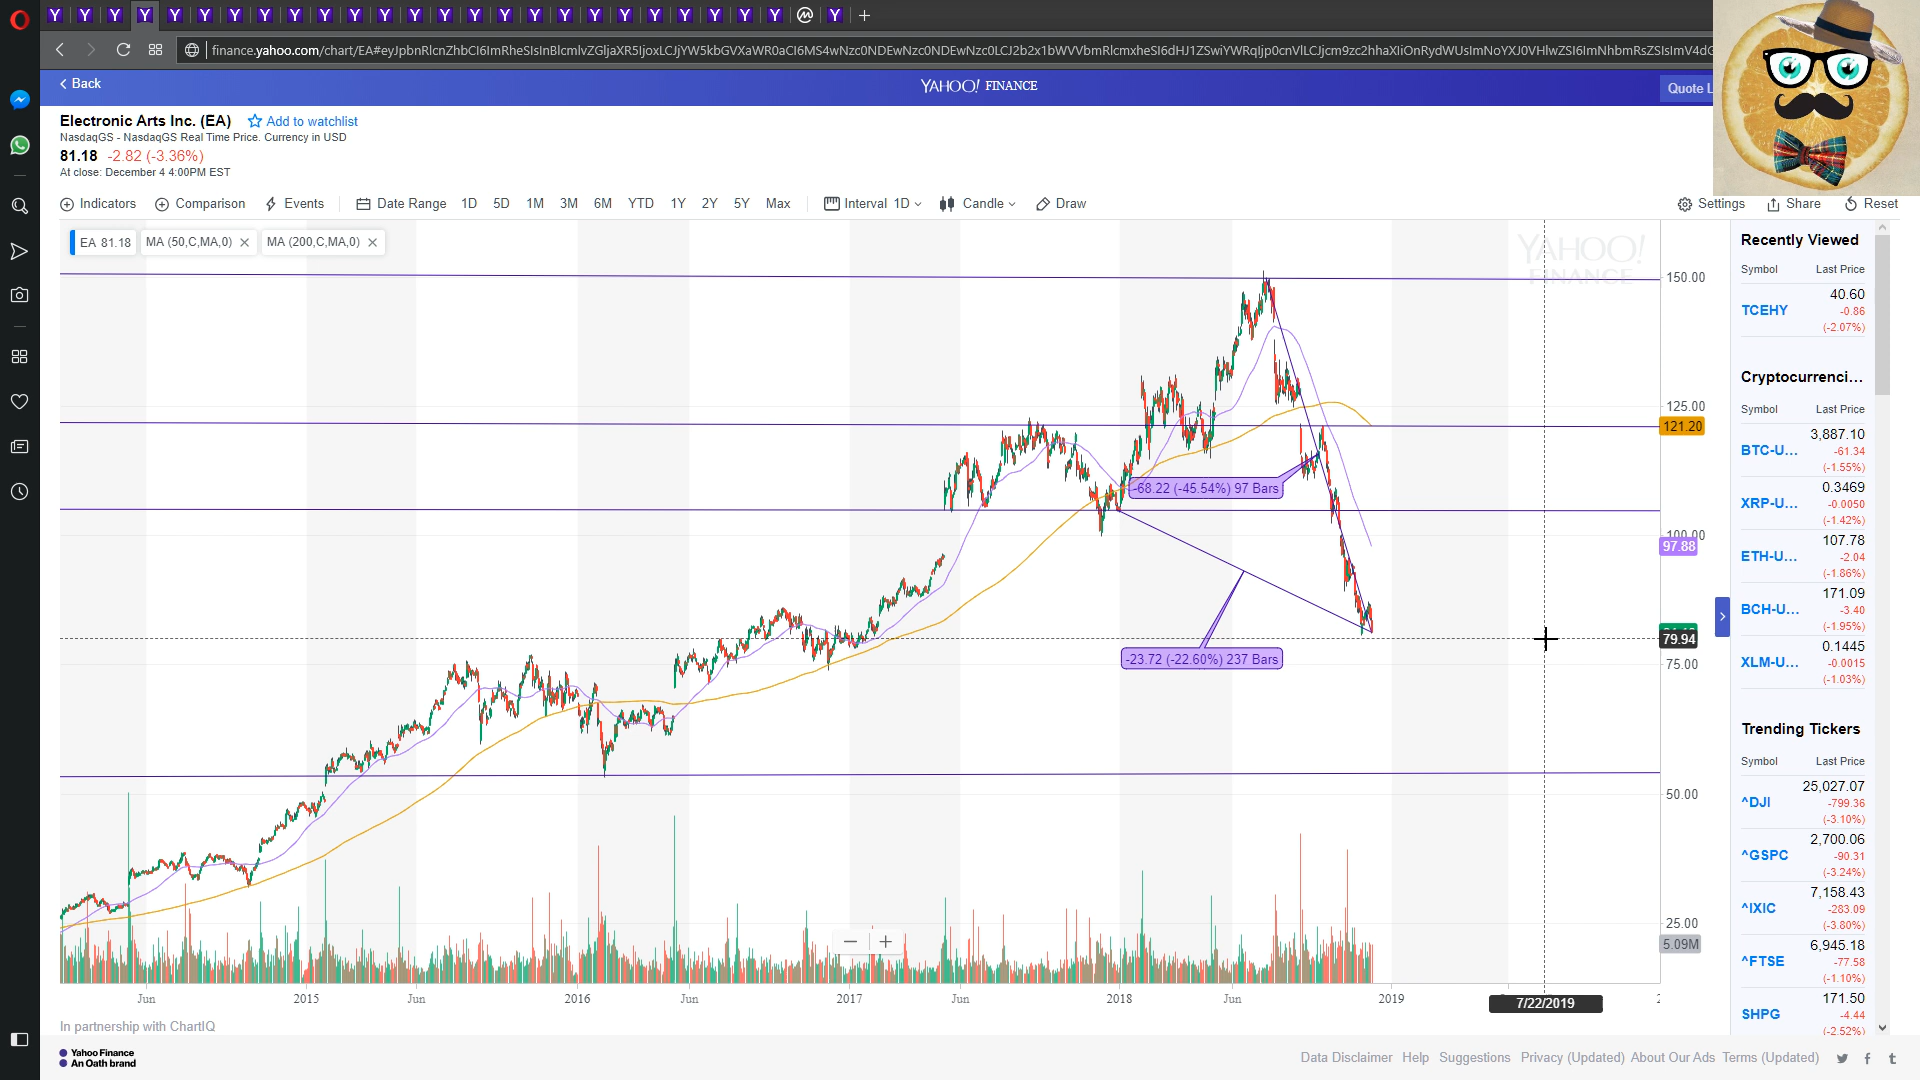 finance.yahoo.com/chart/EA#
Back
YAHOO! FINANCE
Quote L
Electronic Arts Inc. (EA) Add to watchlist
NasdaqGS - NasdaqGS Real Time Price. Currency in USD
81.18 -2.82 (-3.36%)
At close: December 4 4:00PM EST
Indicators Comparison Events Date Range 1D 5D 1M 3M 6M YTD 1Y 2Y 5Y Max Interval 1D Candle Draw Settings Share Reset
EA 81.18 MA (50,C,MA,0) MA (200,C,MA,0)
YAHOO!
FINANCE
150.00
125.00
121.20
100.00
97.88
79.94
75.00
50.00
25.00
5.09M
-68.22 (-45.54%) 97 Bars
-23.72 (-22.60%) 237 Bars
Jun 2015 Jun 2016 Jun 2017 Jun 2018 Jun 2019
7/22/2019
In partnership with ChartIQ
Recently Viewed
Symbol Last Price
TCEHY 40.60
-0.86
(-2.07%)
Cryptocurrenci...
Symbol Last Price
BTC-U... 3,887.10
-61.34
(-1.55%)
XRP-U... 0.3469
-0.0050
(-1.42%)
ETH-U... 107.78
-2.04
(-1.86%)
BCH-U... 171.09
-3.40
(-1.95%)
XLM-U... 0.1445
-0.0015
(-1.03%)
Trending Tickers
Symbol Last Price
^DJI 25,027.07
-799.36
(-3.10%)
^GSPC 2,700.06
-90.31
(-3.24%)
^IXIC 7,158.43
-283.09
(-3.80%)
^FTSE 6,945.18
-77.58
(-1.10%)
SHPG 171.50
-4.44
(-2.52%)
Yahoo Finance
An Oath brand
Data Disclaimer Help Suggestions Privacy (Updated) About Our Ads Terms (Updated)